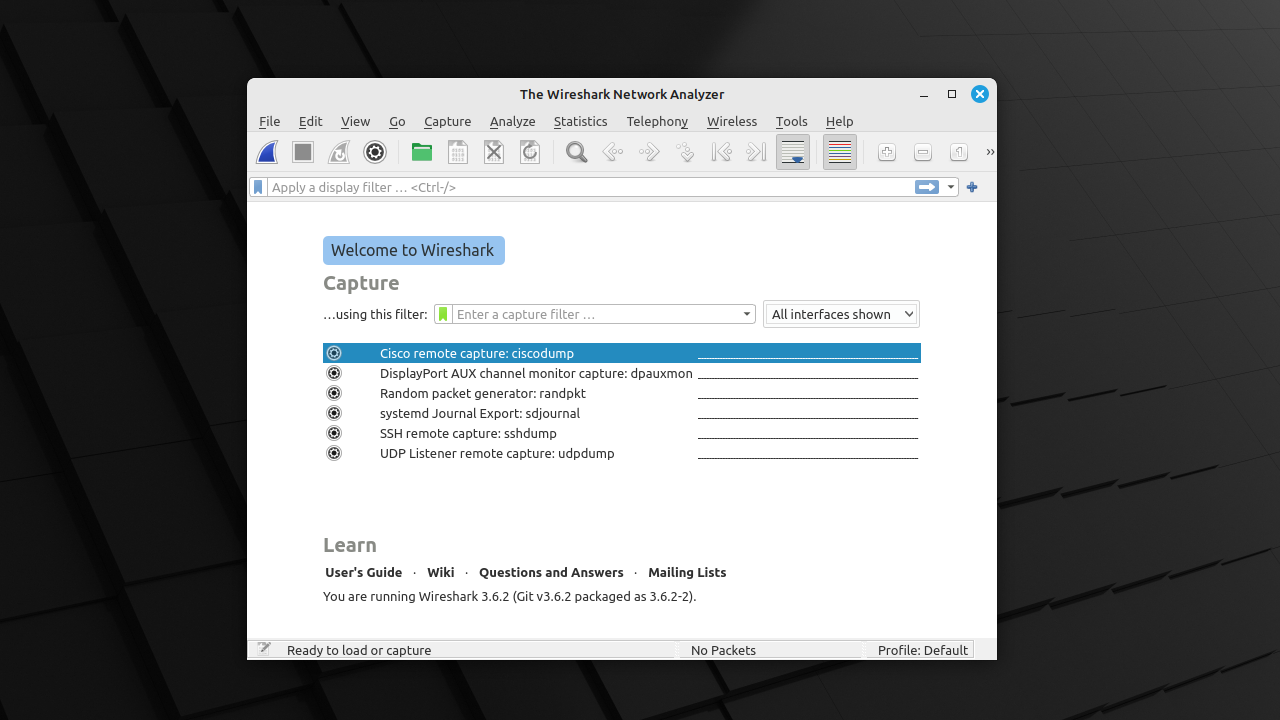 The Wireshark Network Analyzer
File Edit View Go Capture Analyze Statistics Telephony Wireless Tools Help
Apply a display filter … <Ctrl-/>
Welcome to Wireshark
Capture
…using this filter: Enter a capture filter … All interfaces shown
Cisco remote capture: ciscodump
DisplayPort AUX channel monitor capture: dpauxmon
Random packet generator: randpkt
systemd Journal Export: sdjournal
SSH remote capture: sshdump
UDP Listener remote capture: udpdump
Learn
User's Guide · Wiki · Questions and Answers · Mailing Lists
You are running Wireshark 3.6.2 (Git v3.6.2 packaged as 3.6.2-2).
Ready to load or capture No Packets Profile: Default